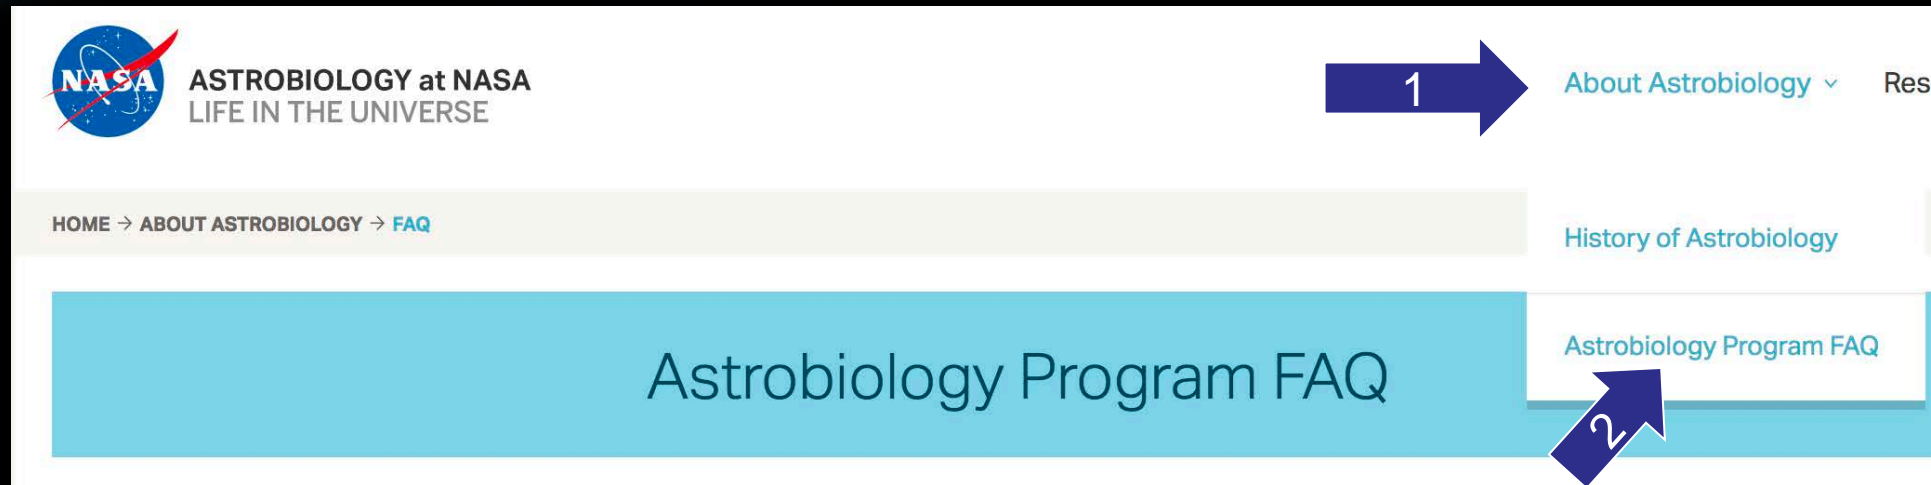 NASA
ASTROBIOLOGY at NASA
LIFE IN THE UNIVERSE
1
About Astrobiology
Res
HOME → ABOUT ASTROBIOLOGY → FAQ
History of Astrobiology
Astrobiology Program FAQ
Astrobiology Program FAQ
2